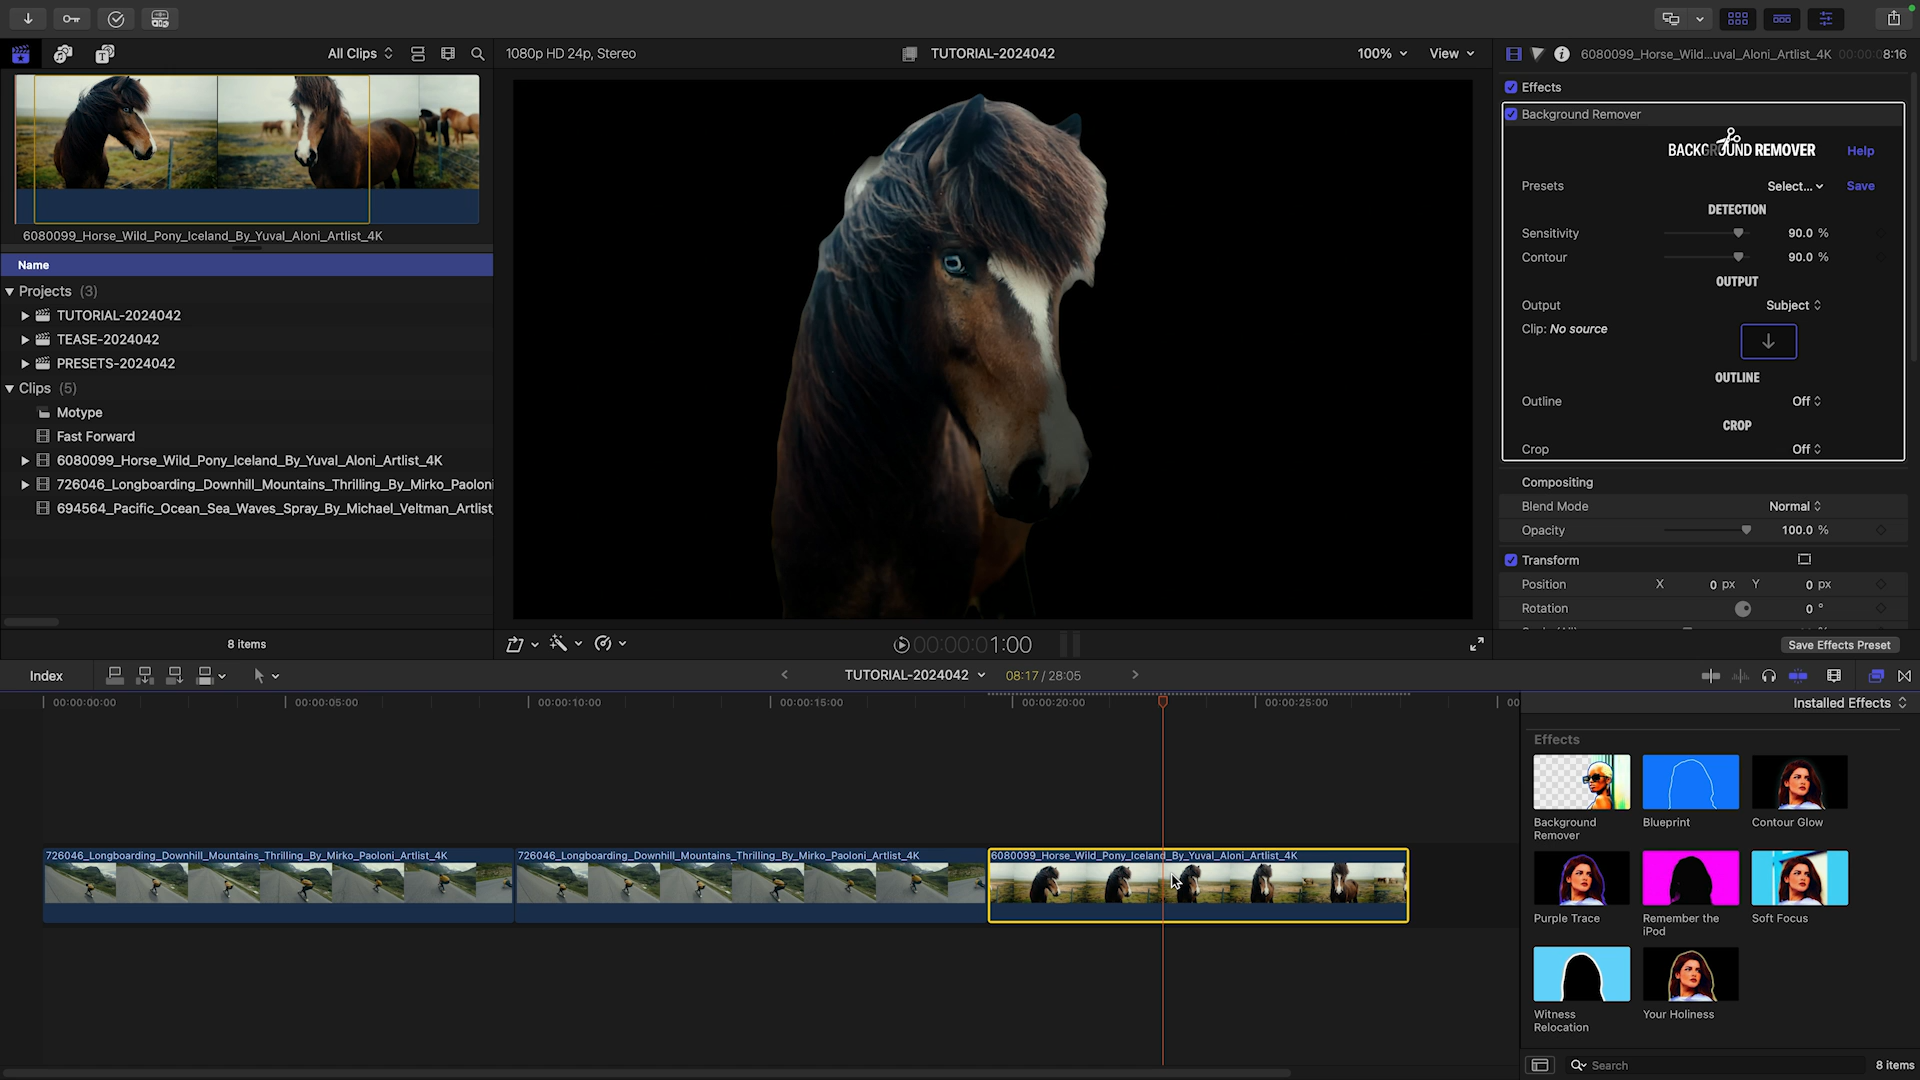 All Clips
1080p HD 24p, Stereo
TUTORIAL-2024042
100%
View
6080099_Horse_Wild...uval_Aloni_Artlist_4K
00:00:08:16
Effects
Background Remover
BACKGROUND REMOVER
Help
Presets
Select...
Save
DETECTION
Sensitivity
90.0 %
Contour
90.0 %
OUTPUT
Output
Subject
Clip: No source
OUTLINE
Outline
Off
CROP
Crop
Off
Compositing
Blend Mode
Normal
Opacity
100.0 %
Transform
Position
X
0 px
Y
0 px
Rotation
0 °
Save Effects Preset
6080099_Horse_Wild_Pony_Iceland_By_Yuval_Aloni_Artlist_4K
Name
Projects (3)
TUTORIAL-2024042
TEASE-2024042
PRESETS-2024042
Clips (5)
Motype
Fast Forward
6080099_Horse_Wild_Pony_Iceland_By_Yuval_Aloni_Artlist_4K
726046_Longboarding_Downhill_Mountains_Thrilling_By_Mirko_Paoloni
694564_Pacific_Ocean_Sea_Waves_Spray_By_Michael_Veltman_Artlist_
8 items
00:00:01:00
Index
TUTORIAL-2024042
08:17 / 28:05
00:00:00:00
00:00:05:00
00:00:10:00
00:00:15:00
00:00:20:00
00:00:25:00
00
726046_Longboarding_Downhill_Mountains_Thrilling_By_Mirko_Paoloni_Artlist_4K
726046_Longboarding_Downhill_Mountains_Thrilling_By_Mirko_Paoloni_Artlist_4K
6080099_Horse_Wild_Pony_Iceland_By_Yuval_Aloni_Artlist_4K
Installed Effects
Effects
Background
Remover
Blueprint
Contour Glow
Purple Trace
Remember the
iPod
Soft Focus
Witness
Relocation
Your Holiness
Search
8 items